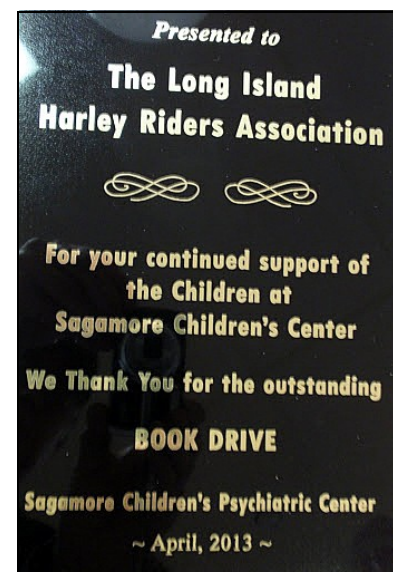 Presented to
The Long Island
Harley Riders Association
For your continued support of
the Children at
Sagamore Children's Center
We Thank You for the outstanding
BOOK DRIVE
Sagamore Children's Psychiatric Center
~ April, 2013 ~